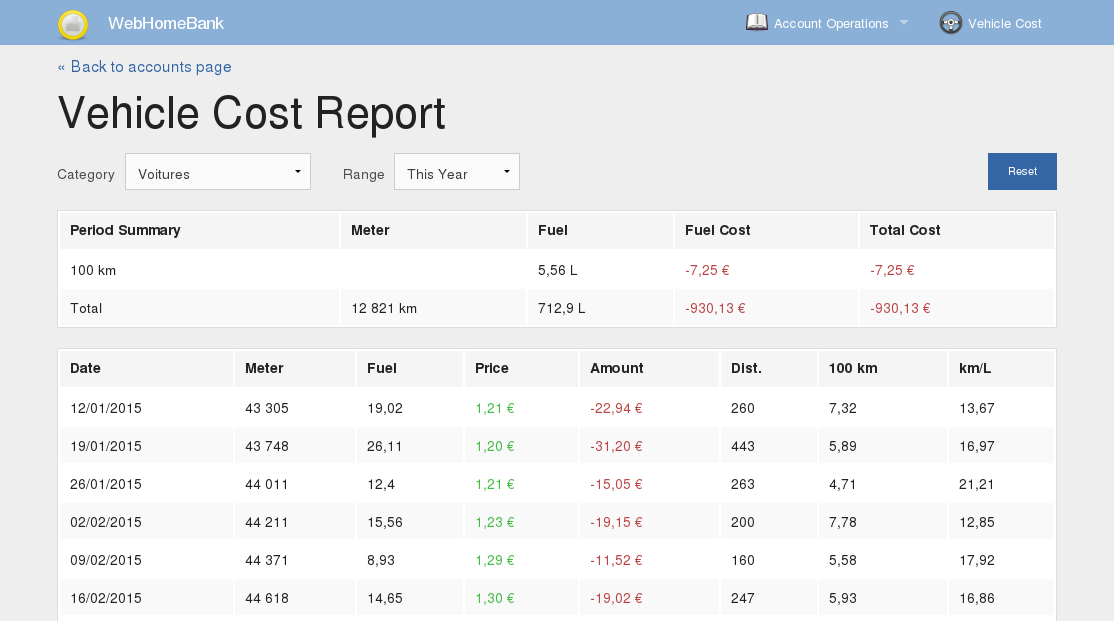 WebHomeBank Account Operations Vehicle Cost
« Back to accounts page
Vehicle Cost Report
Category Voitures Range This Year Reset
Period Summary Meter Fuel Fuel Cost Total Cost
100 km 5,56 L -7,25 € -7,25 €
Total 12 821 km 712,9 L -930,13 € -930,13 €
Date Meter Fuel Price Amount Dist. 100 km km/L
12/01/2015 43 305 19,02 1,21 € -22,94 € 260 7,32 13,67
19/01/2015 43 748 26,11 1,20 € -31,20 € 443 5,89 16,97
26/01/2015 44 011 12,4 1,21 € -15,05 € 263 4,71 21,21
02/02/2015 44 211 15,56 1,23 € -19,15 € 200 7,78 12,85
09/02/2015 44 371 8,93 1,29 € -11,52 € 160 5,58 17,92
16/02/2015 44 618 14,65 1,30 € -19,02 € 247 5,93 16,86